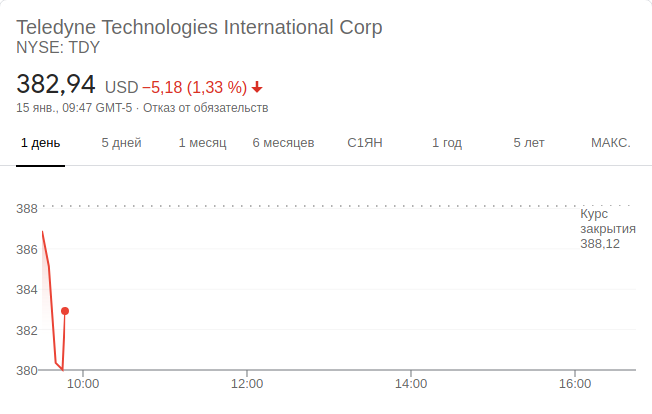 Teledyne Technologies International Corp
NYSE: TDY
382,94 USD −5,18 (1,33 %)
15 янв., 09:47 GMT-5 · Отказ от обязательств
1 день 5 дней 1 месяц 6 месяцев С1ЯН 1 год 5 лет МАКС.
388
Курс
закрытия
386
388,12
384
382
380
10:00 12:00 14:00 16:00